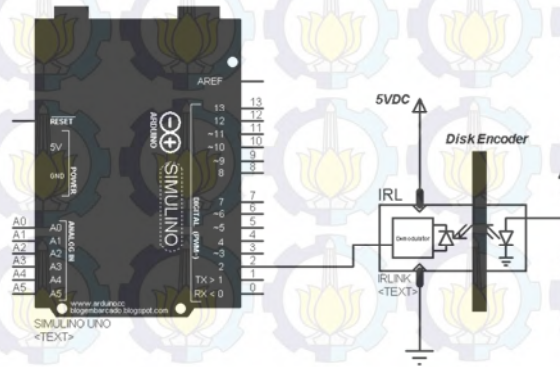 AREF
RESET
5V
GND
POWER
ARDUINO
SIMULINO
13
12
~11
~10
~9
8
7
~6
~5
4
~3
2
TX > 1
RX < 0
DIGITAL (PWM~)
13
12
11
10
9
8
7
6
5
4
3
2
1
0
A0
A1
A2
A3
A4
A5
A0
A1
A2
A3
A4
A5
ANALOG IN
www.arduino.cc
blogembarcado.blogspot.com
SIMULINO UNO
<TEXT>
5VDC
Disk Encoder
IRL
Demodulator
IRLINK
<TEXT>